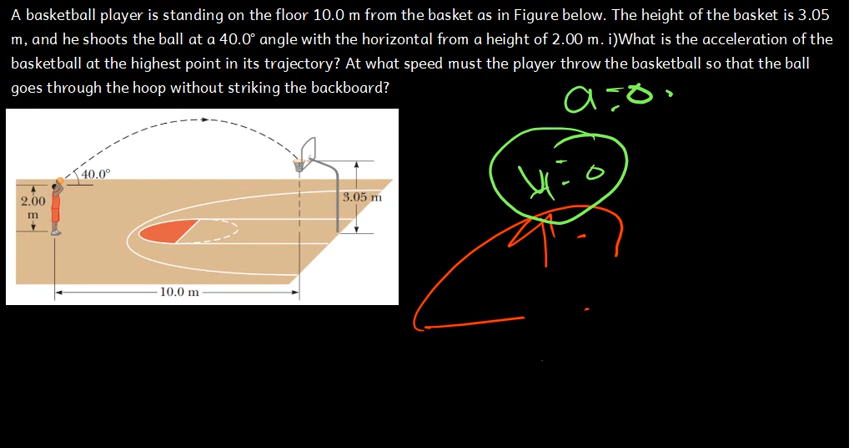 A basketball player is standing on the floor 10.0 m from the basket as in Figure below. The height of the basket is 3.05
m, and he shoots the ball at a 40.0° angle with the horizontal from a height of 2.00 m. i)What is the acceleration of the
basketball at the highest point in its trajectory? At what speed must the player throw the basketball so that the ball
goes through the hoop without striking the backboard?
40.0°
2.00
m
3.05 m
10.0 m